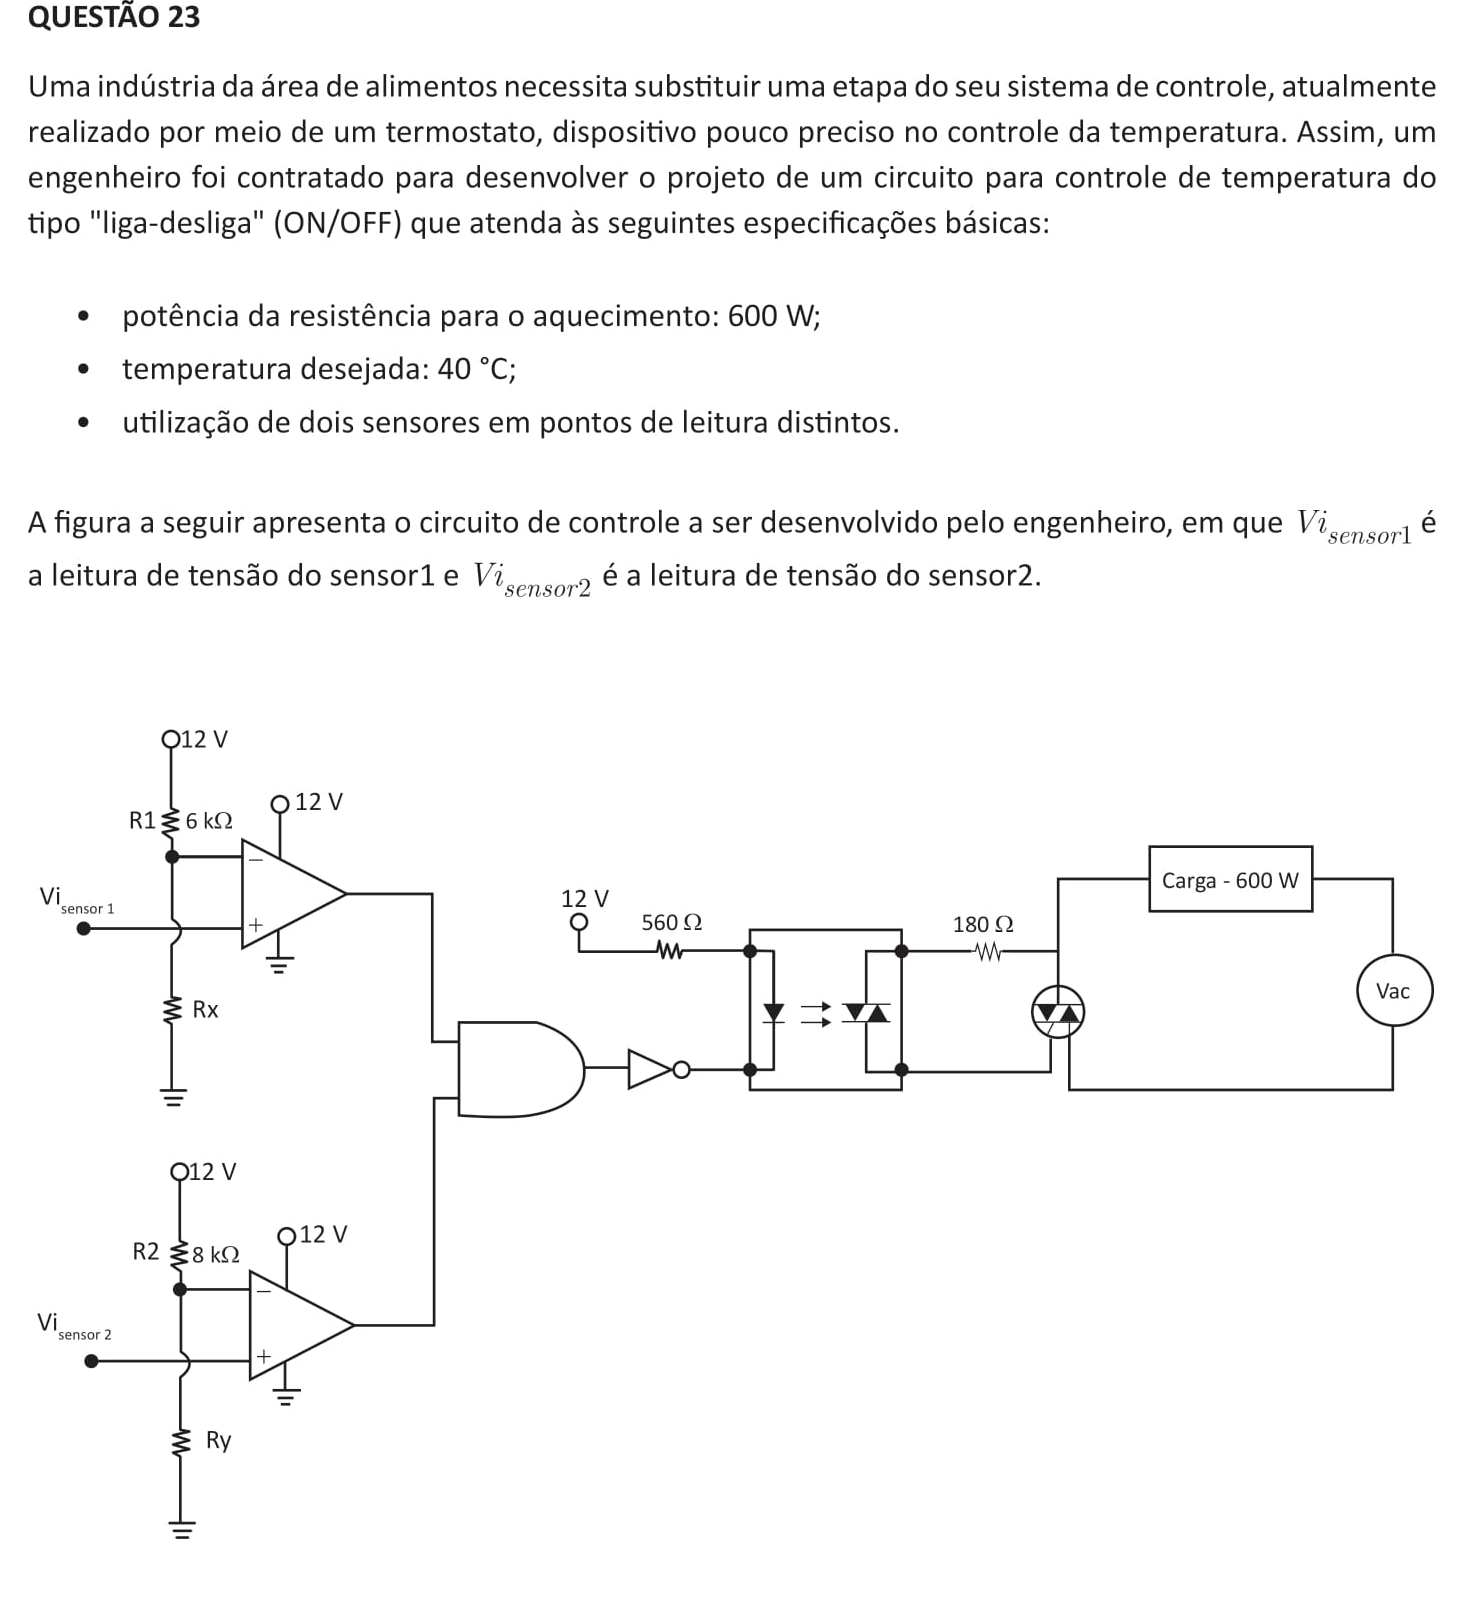 QUESTÃO 23
Uma indústria da área de alimentos necessita substituir uma etapa do seu sistema de controle, atualmente
realizado por meio de um termostato, dispositivo pouco preciso no controle da temperatura. Assim, um
engenheiro foi contratado para desenvolver o projeto de um circuito para controle de temperatura do
tipo "liga-desliga" (ON/OFF) que atenda às seguintes especificações básicas:
• potência da resistência para o aquecimento: 600 W;
• temperatura desejada: 40 °C;
• utilização de dois sensores em pontos de leitura distintos.
A figura a seguir apresenta o circuito de controle a ser desenvolvido pelo engenheiro, em que Vi sensor1 é
a leitura de tensão do sensor1 e Vi sensor2 é a leitura de tensão do sensor2.
12 V
12 V
R1 6 kΩ
−
Vi sensor 1
+
Rx
12 V
560 Ω
180 Ω
Carga - 600 W
Vac
12 V
12 V
R2 8 kΩ
−
Vi sensor 2
+
Ry